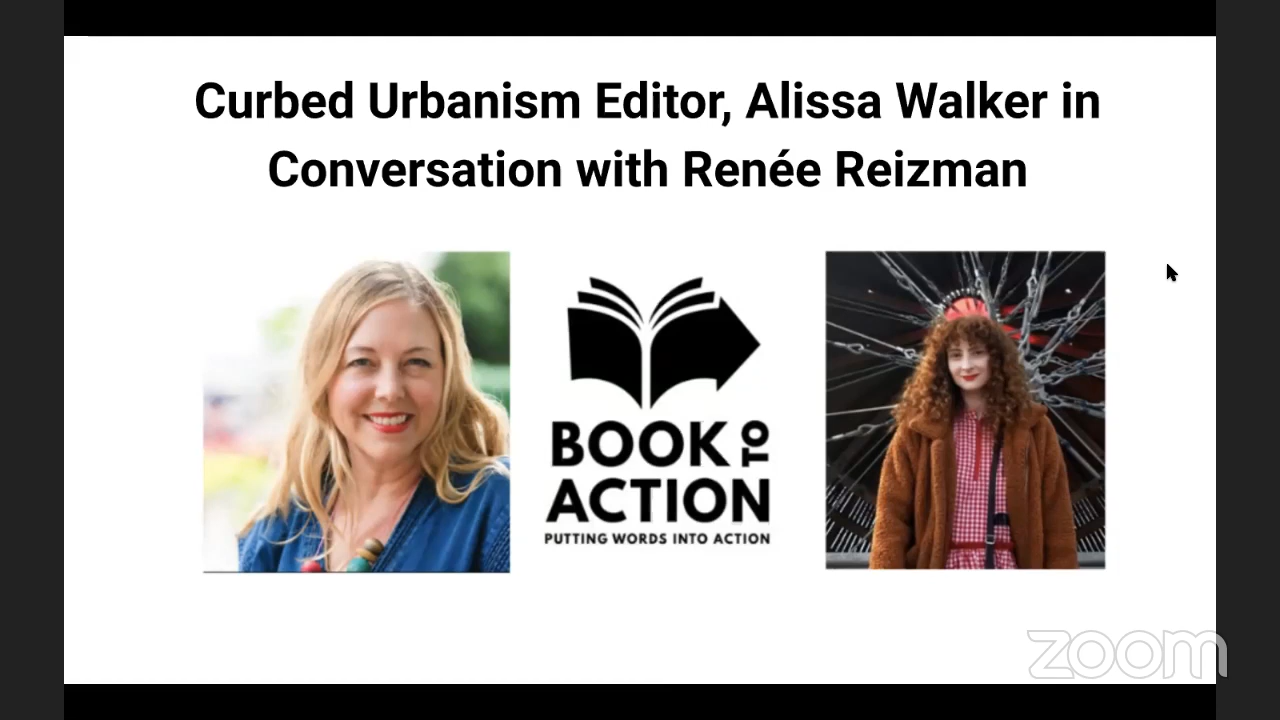 Curbed Urbanism Editor, Alissa Walker in
Conversation with Renée Reizman
BOOK TO
ACTION
PUTTING WORDS INTO ACTION
zoom